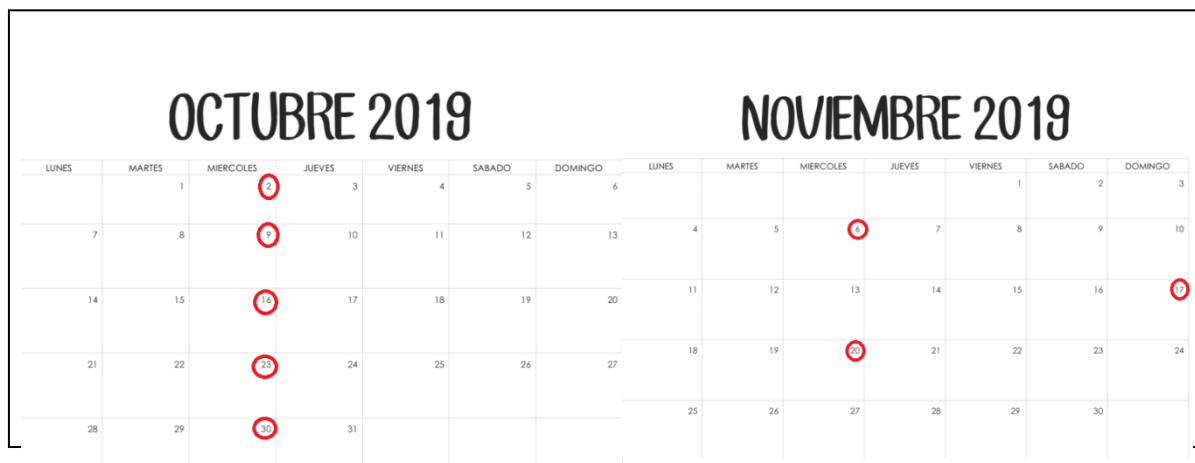 OCTUBRE 2019
LUNES MARTES MIERCOLES JUEVES VIERNES SABADO DOMINGO
1 2 3 4 5 6
7 8 9 10 11 12 13
14 15 16 17 18 19 20
21 22 23 24 25 26 27
28 29 30 31
NOVIEMBRE 2019
LUNES MARTES MIERCOLES JUEVES VIERNES SABADO DOMINGO
1 2 3
4 5 6 7 8 9 10
11 12 13 14 15 16 17
18 19 20 21 22 23 24
25 26 27 28 29 30